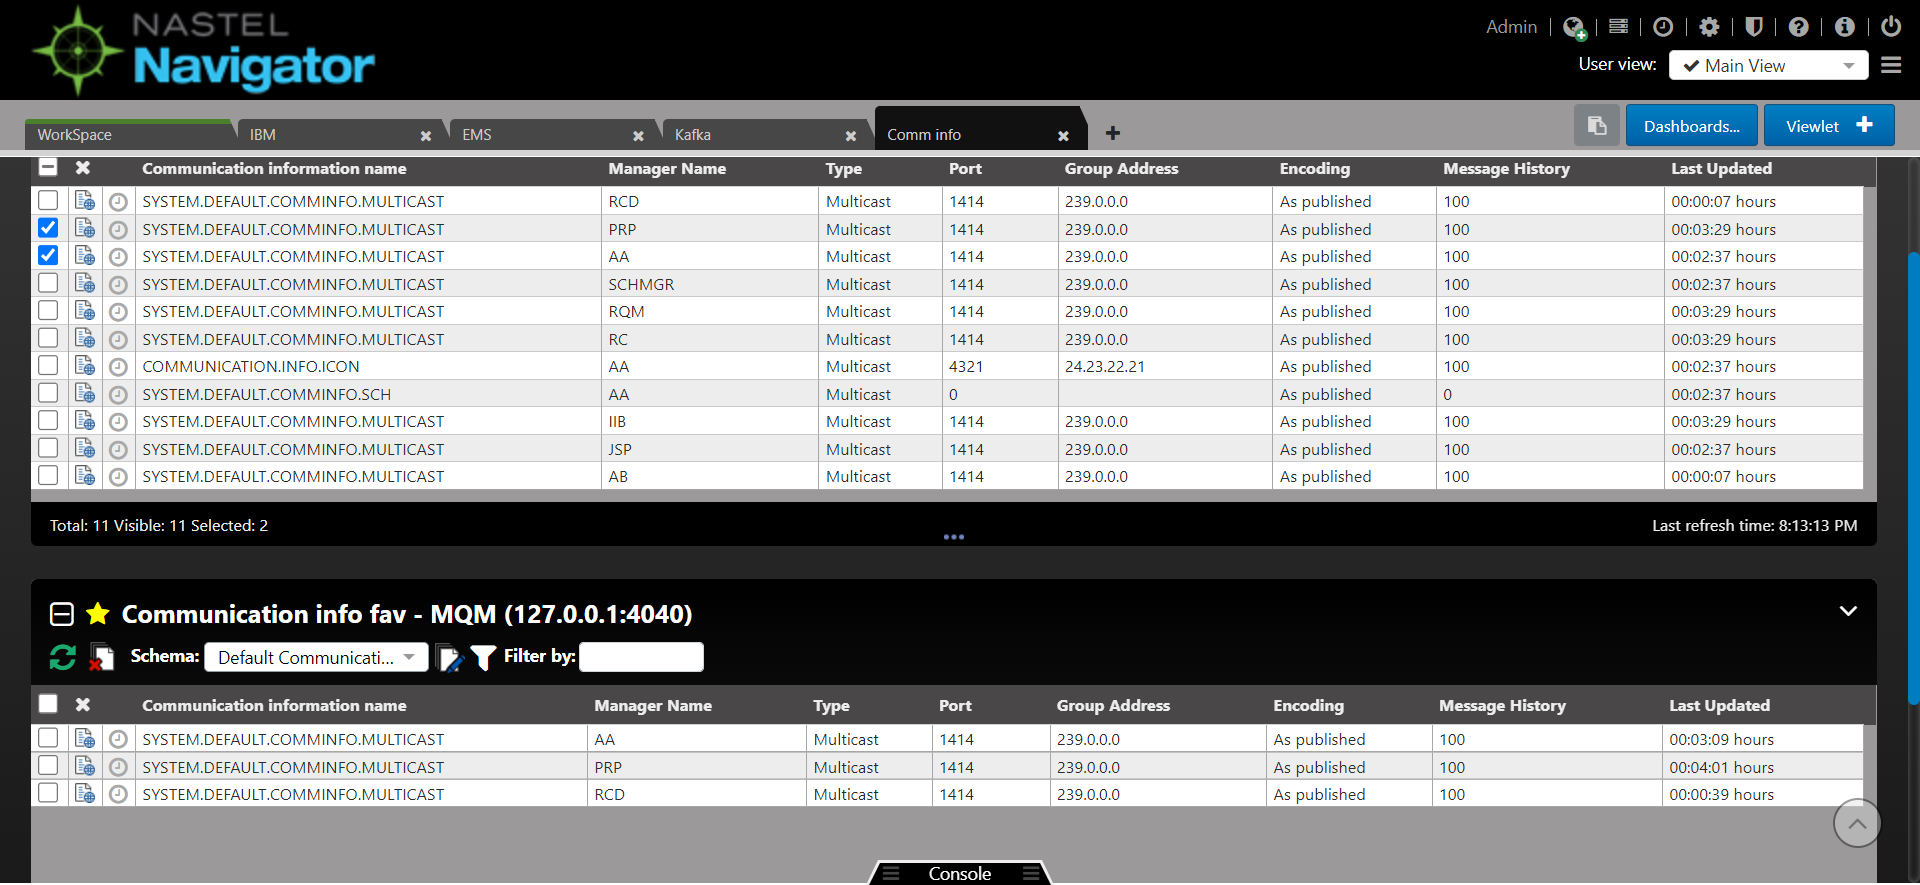 NASTEL
Navigator
Admin
User view: Main View
WorkSpace IBM EMS Kafka Comm info Dashboards... Viewlet
Communication information name Manager Name Type Port Group Address Encoding Message History Last Updated
SYSTEM.DEFAULT.COMMINFO.MULTICAST RCD Multicast 1414 239.0.0.0 As published 100 00:00:07 hours
SYSTEM.DEFAULT.COMMINFO.MULTICAST PRP Multicast 1414 239.0.0.0 As published 100 00:03:29 hours
SYSTEM.DEFAULT.COMMINFO.MULTICAST AA Multicast 1414 239.0.0.0 As published 100 00:02:37 hours
SYSTEM.DEFAULT.COMMINFO.MULTICAST SCHMGR Multicast 1414 239.0.0.0 As published 100 00:02:37 hours
SYSTEM.DEFAULT.COMMINFO.MULTICAST RQM Multicast 1414 239.0.0.0 As published 100 00:03:29 hours
SYSTEM.DEFAULT.COMMINFO.MULTICAST RC Multicast 1414 239.0.0.0 As published 100 00:03:29 hours
COMMUNICATION.INFO.ICON AA Multicast 4321 24.23.22.21 As published 100 00:02:37 hours
SYSTEM.DEFAULT.COMMINFO.SCH AA Multicast 0 As published 0 00:02:37 hours
SYSTEM.DEFAULT.COMMINFO.MULTICAST IIB Multicast 1414 239.0.0.0 As published 100 00:03:29 hours
SYSTEM.DEFAULT.COMMINFO.MULTICAST JSP Multicast 1414 239.0.0.0 As published 100 00:02:37 hours
SYSTEM.DEFAULT.COMMINFO.MULTICAST AB Multicast 1414 239.0.0.0 As published 100 00:00:07 hours
Total: 11 Visible: 11 Selected: 2 Last refresh time: 8:13:13 PM
Communication info fav - MQM (127.0.0.1:4040)
Schema: Default Communicati... Filter by:
Communication information name Manager Name Type Port Group Address Encoding Message History Last Updated
SYSTEM.DEFAULT.COMMINFO.MULTICAST AA Multicast 1414 239.0.0.0 As published 100 00:03:09 hours
SYSTEM.DEFAULT.COMMINFO.MULTICAST PRP Multicast 1414 239.0.0.0 As published 100 00:04:01 hours
SYSTEM.DEFAULT.COMMINFO.MULTICAST RCD Multicast 1414 239.0.0.0 As published 100 00:00:39 hours
Console